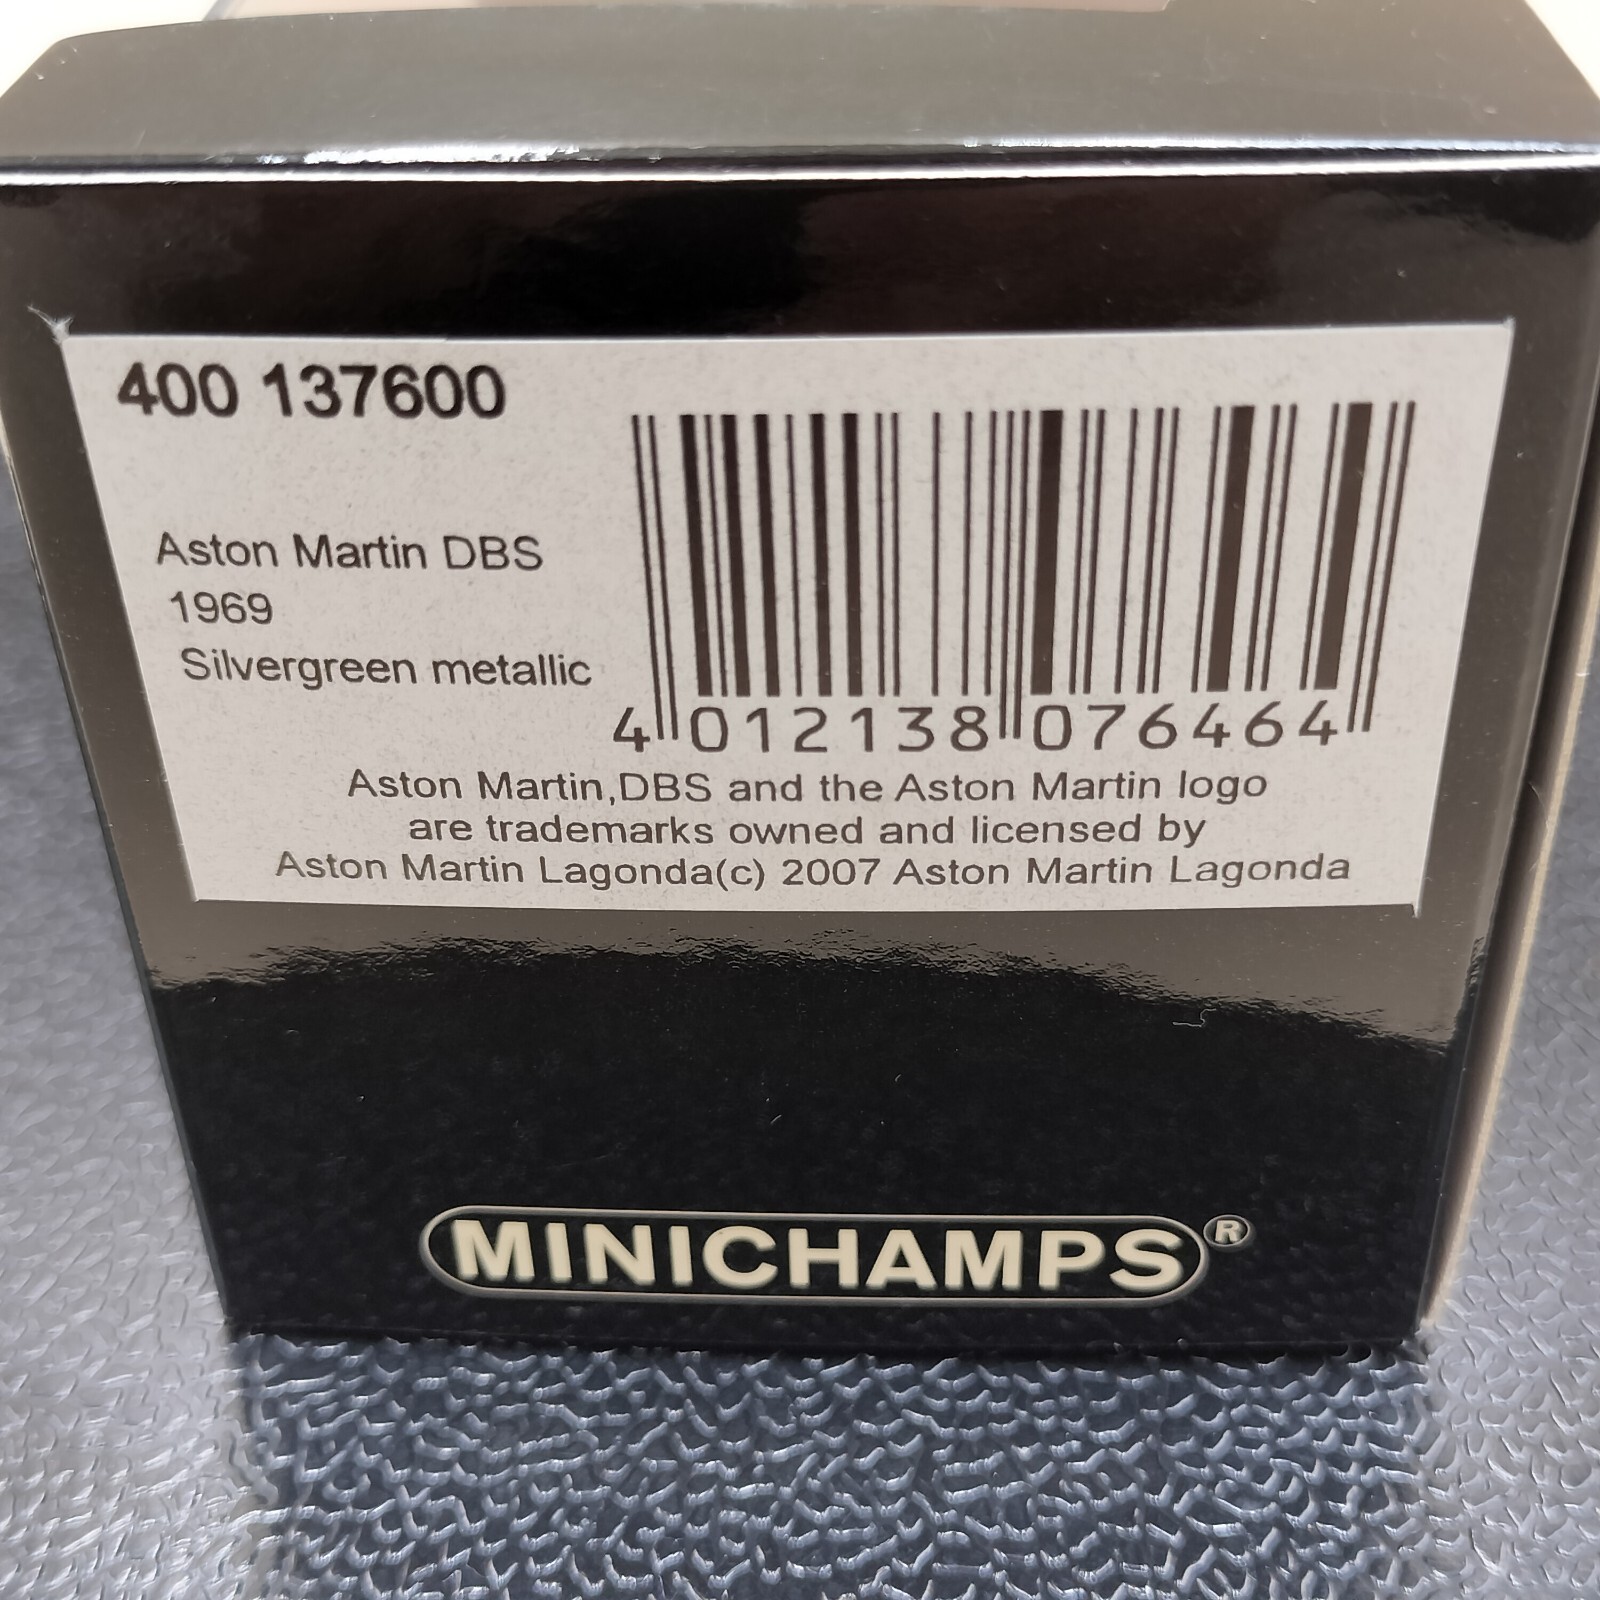 400 137600
Aston Martin DBS
1969
Silvergreen metallic
4 012138 076464
Aston Martin,DBS and the Aston Martin logo
are trademarks owned and licensed by
Aston Martin Lagonda(c) 2007 Aston Martin Lagonda
MINICHAMPS®